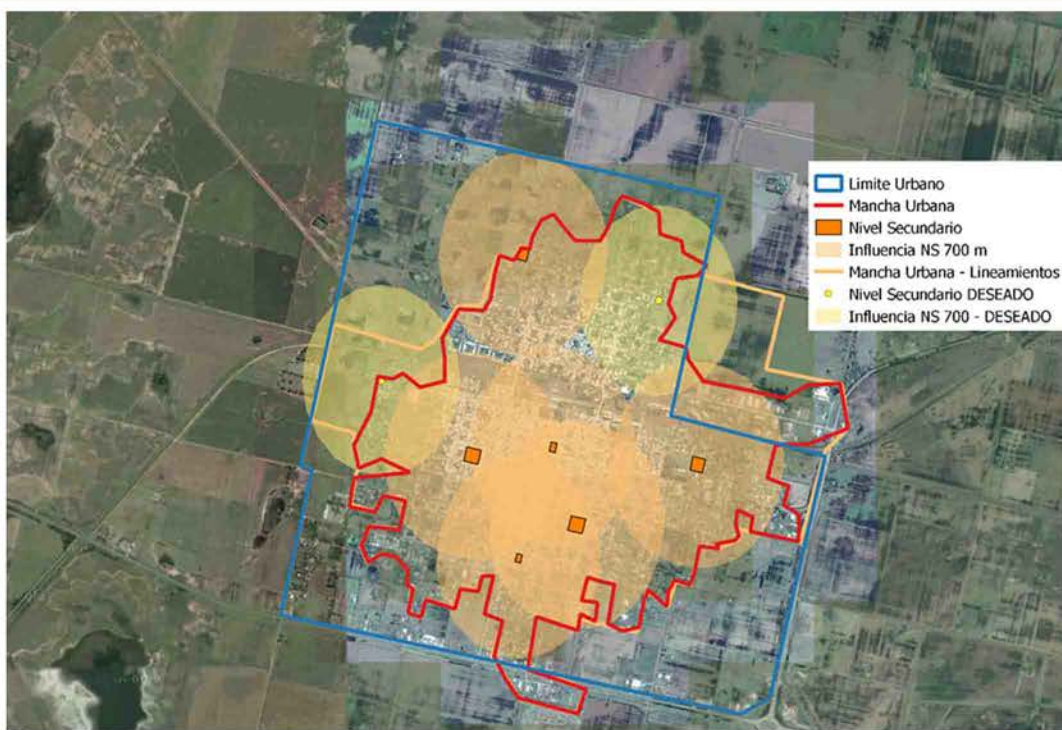 Limite Urbano
Mancha Urbana
Nivel Secundario
Influencia NS 700 m
Mancha Urbana - Lineamientos
Nivel Secundario DESEADO
Influencia NS 700 - DESEADO